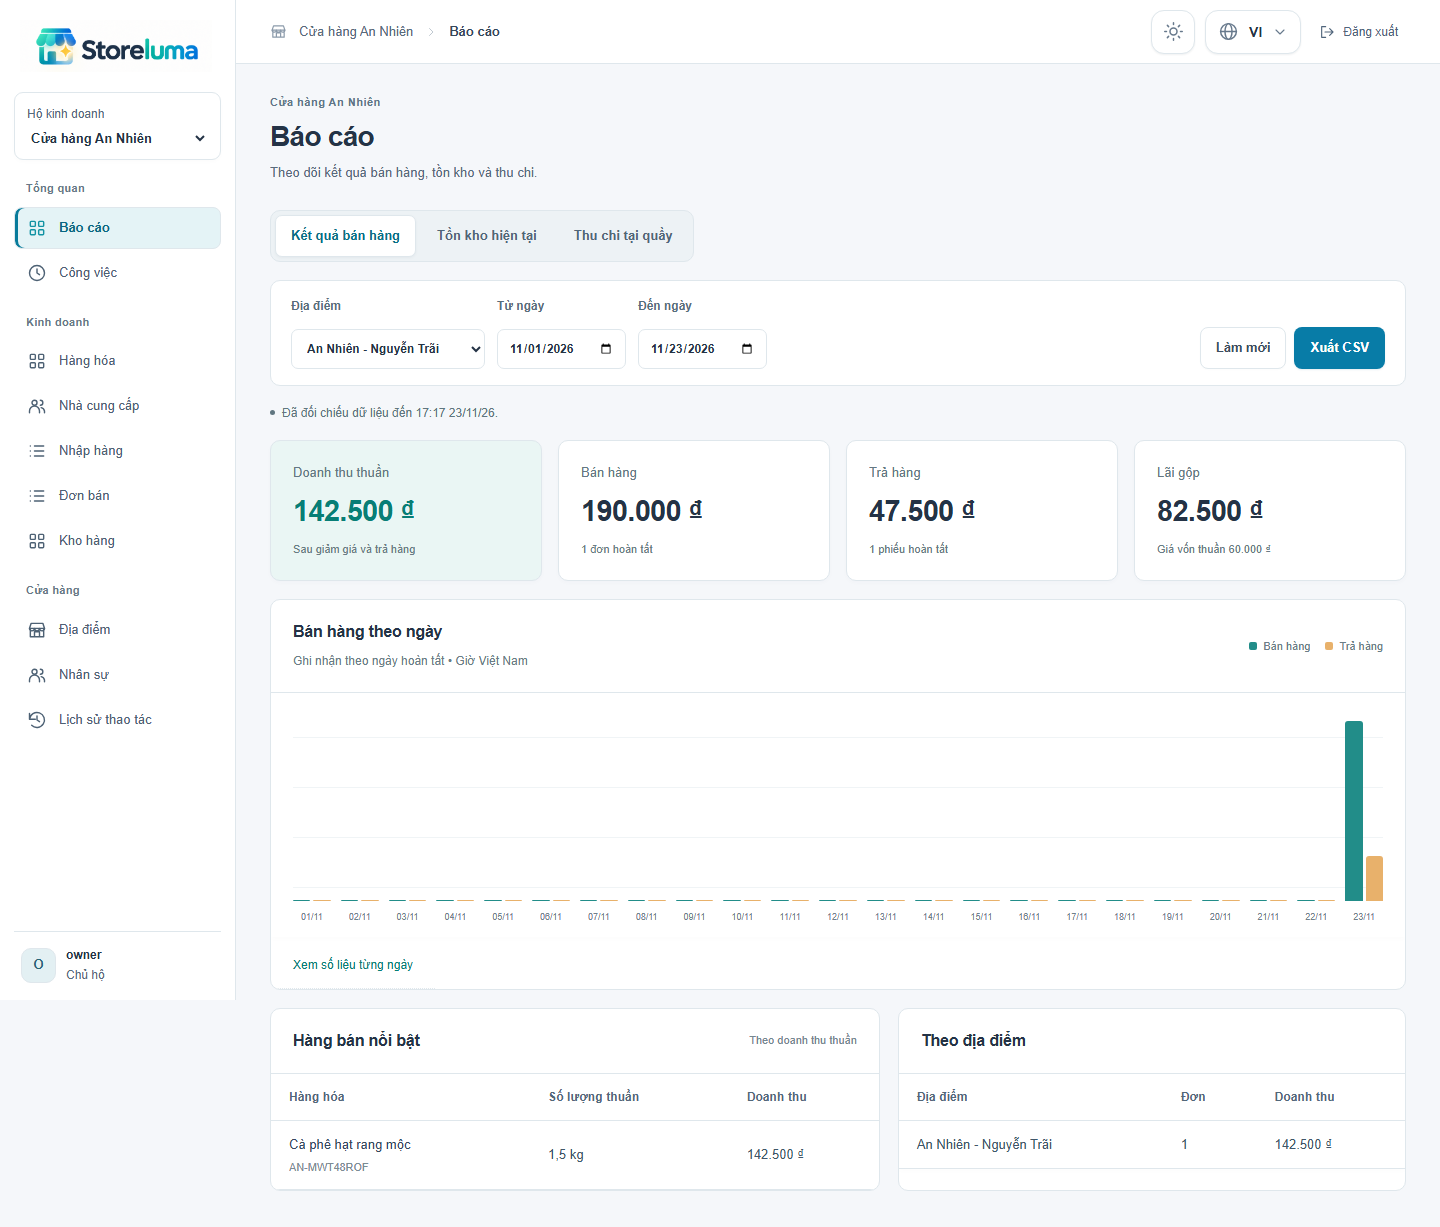 Storeluma
Hộ kinh doanh
Cửa hàng An Nhiên
Tổng quan
Báo cáo
Công việc
Kinh doanh
Hàng hóa
Nhà cung cấp
Nhập hàng
Đơn bán
Kho hàng
Cửa hàng
Địa điểm
Nhân sự
Lịch sử thao tác
O
owner
Chủ hộ
Cửa hàng An Nhiên
Báo cáo
VI
Đăng xuất
Cửa hàng An Nhiên
Báo cáo
Theo dõi kết quả bán hàng, tồn kho và thu chi.
Kết quả bán hàng
Tồn kho hiện tại
Thu chi tại quầy
Địa điểm
Từ ngày
Đến ngày
An Nhiên - Nguyễn Trãi
11/01/2026
11/23/2026
Làm mới
Xuất CSV
Đã đối chiếu dữ liệu đến 17:17 23/11/26.
Doanh thu thuần
142.500 ₫
Sau giảm giá và trả hàng
Bán hàng
190.000 ₫
1 đơn hoàn tất
Trả hàng
47.500 ₫
1 phiếu hoàn tất
Lãi gộp
82.500 ₫
Giá vốn thuần 60.000 ₫
Bán hàng theo ngày
Ghi nhận theo ngày hoàn tất • Giờ Việt Nam
Bán hàng
Trả hàng
01/11 02/11 03/11 04/11 05/11 06/11 07/11 08/11 09/11 10/11 11/11 12/11 13/11 14/11 15/11 16/11 17/11 18/11 19/11 20/11 21/11 22/11 23/11
Xem số liệu từng ngày
Hàng bán nổi bật
Theo doanh thu thuần
Hàng hóa Số lượng thuần Doanh thu
Cà phê hạt rang mộc
AN-MWT48ROF
1,5 kg
142.500 ₫
Theo địa điểm
Địa điểm Đơn Doanh thu
An Nhiên - Nguyễn Trãi 1 142.500 ₫